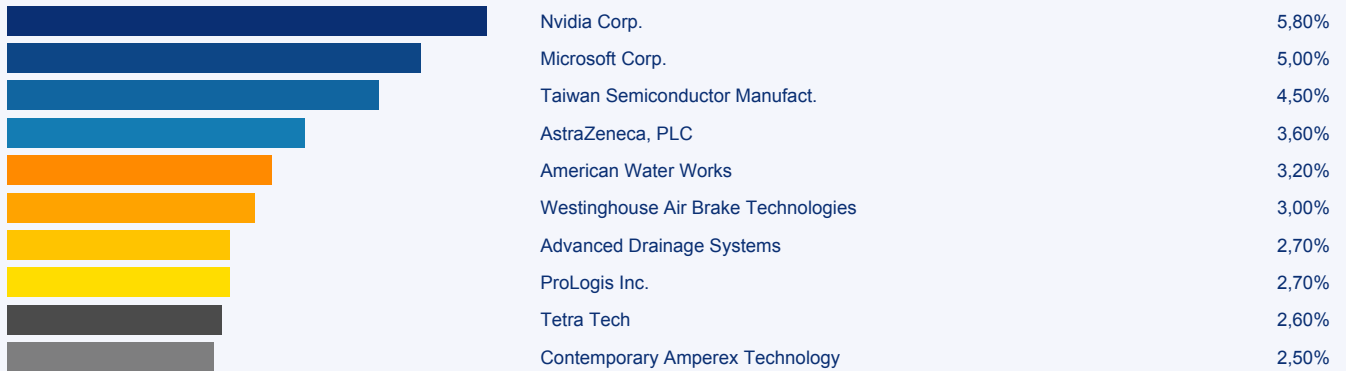 Nvidia Corp. 5,80%
Microsoft Corp. 5,00%
Taiwan Semiconductor Manufact. 4,50%
AstraZeneca, PLC 3,60%
American Water Works 3,20%
Westinghouse Air Brake Technologies 3,00%
Advanced Drainage Systems 2,70%
ProLogis Inc. 2,70%
Tetra Tech 2,60%
Contemporary Amperex Technology 2,50%